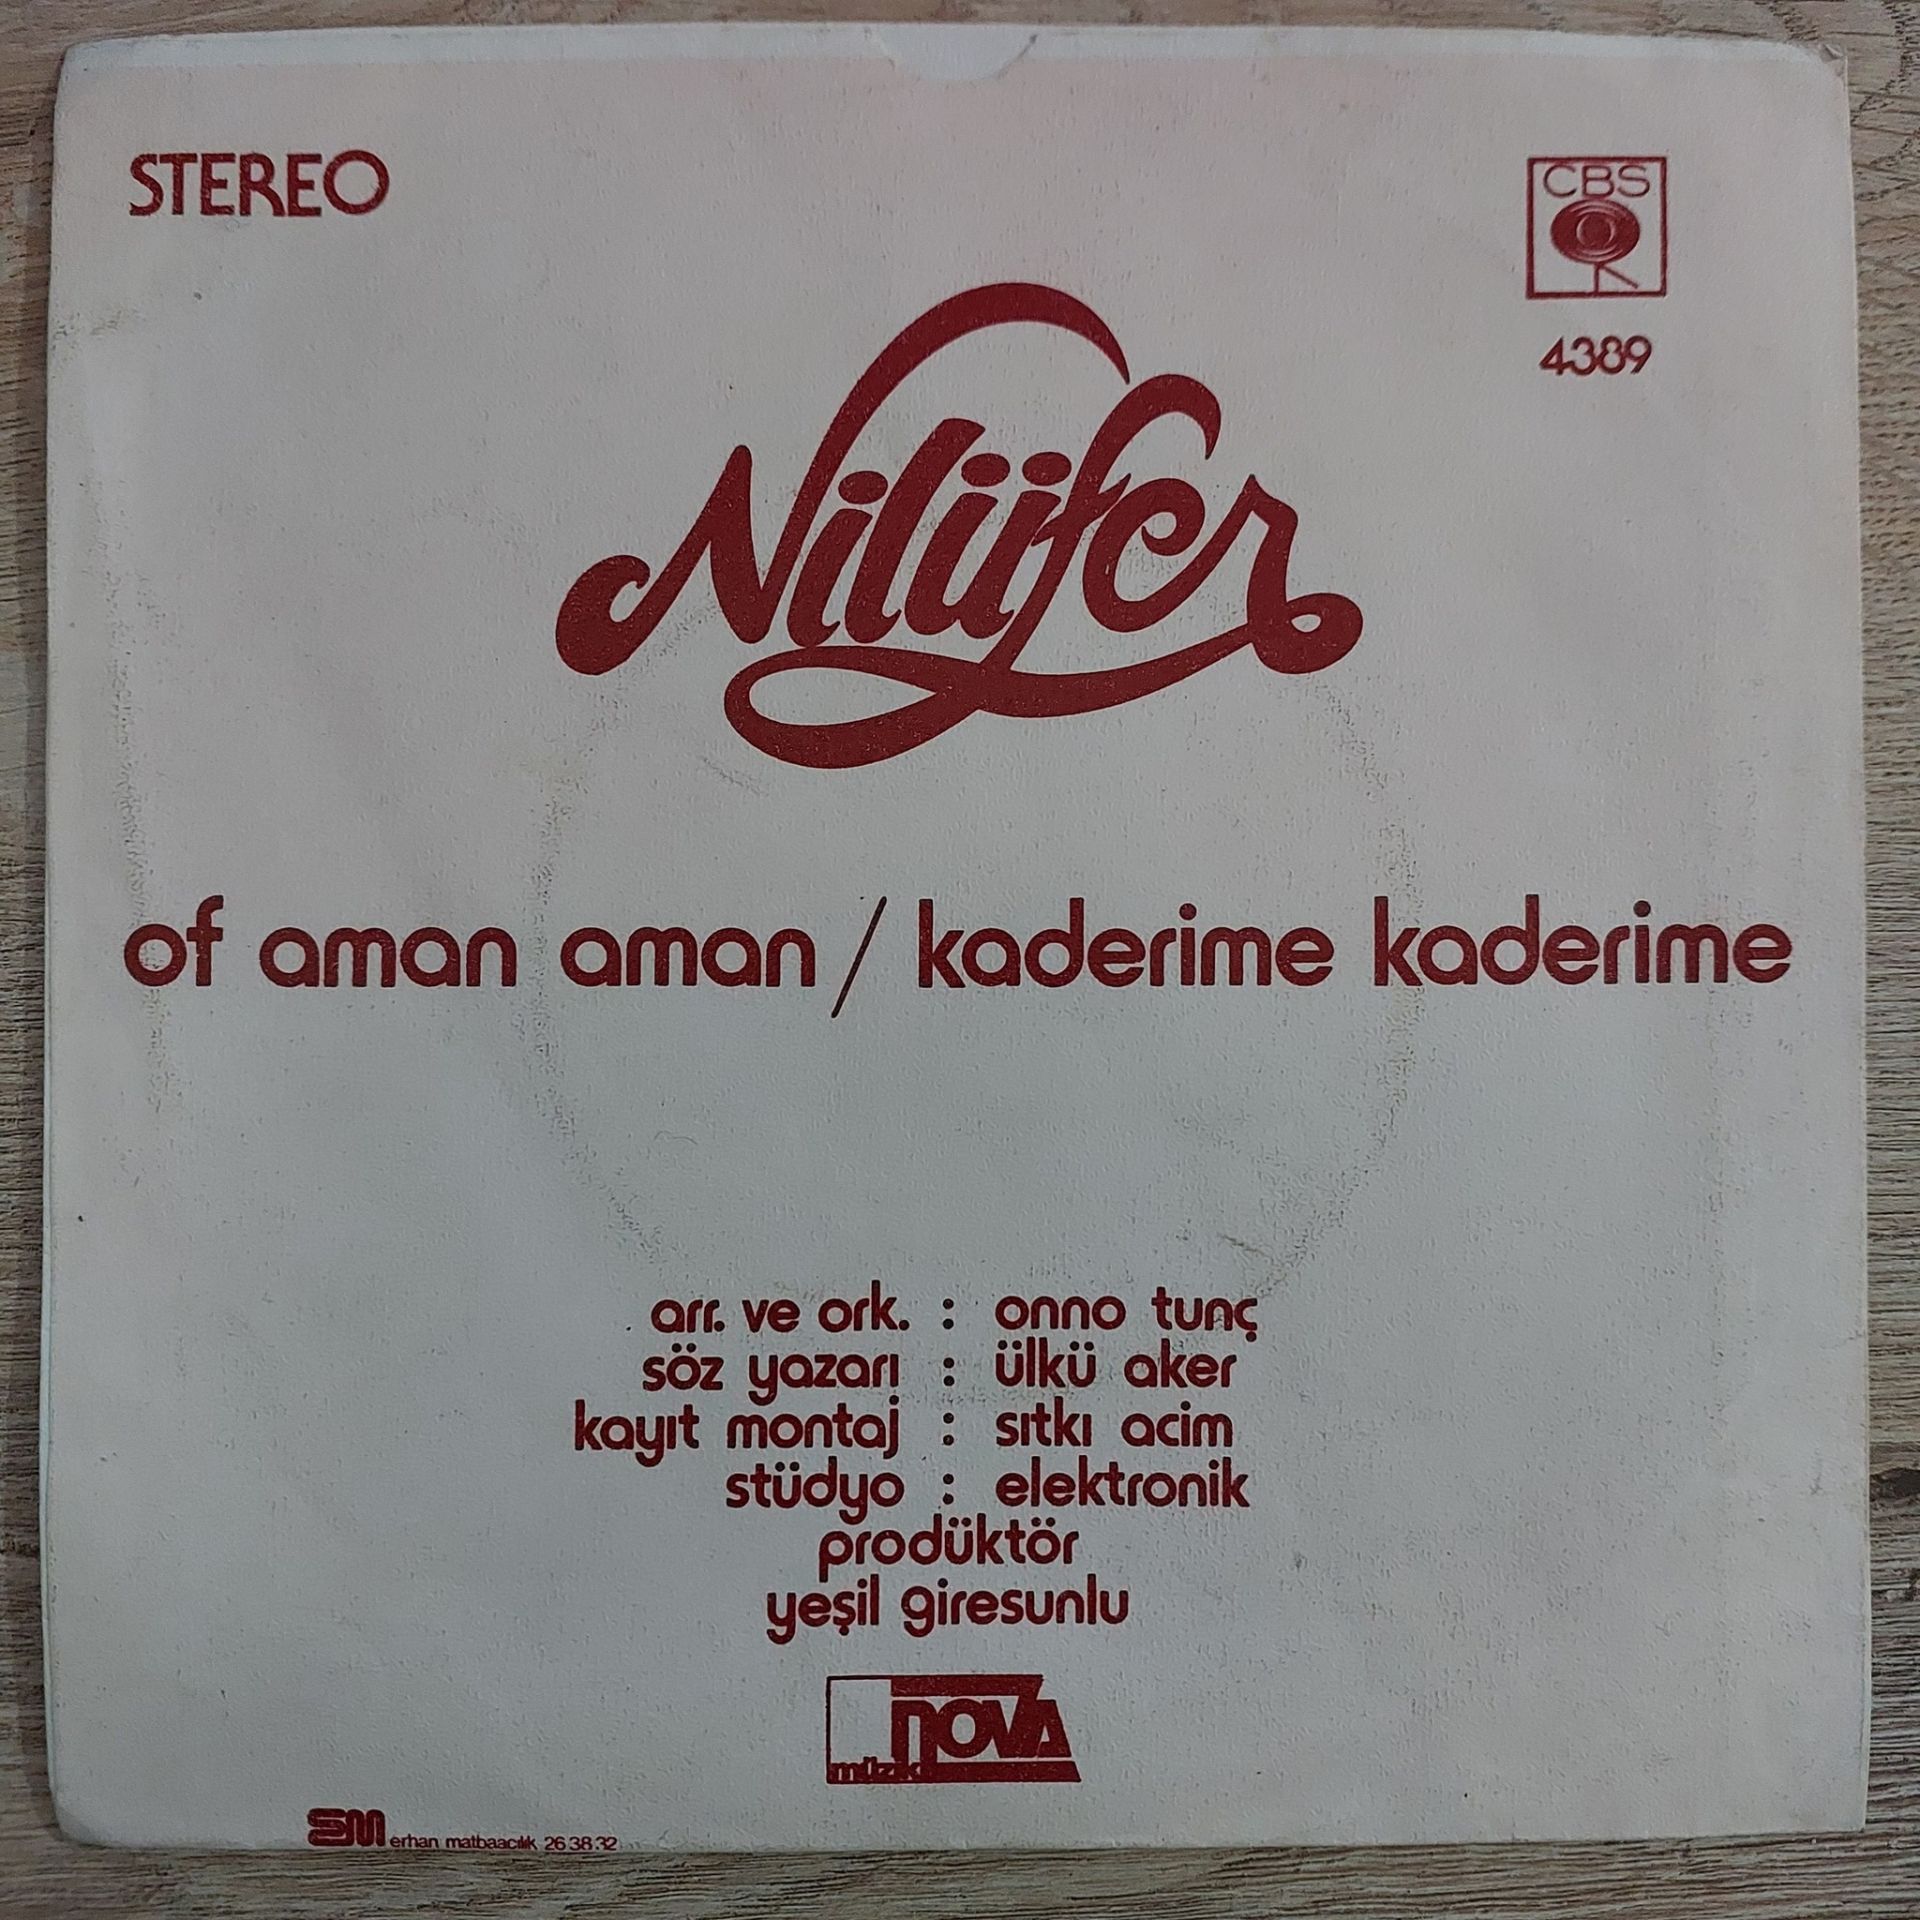 STEREO
CBS
4389
Nilüfer
of aman aman / kaderime kaderime
arr. ve ork. : onno tunç
söz yazarı : ülkü aker
kayıt montaj : sıtkı acim
stüdyo : elektronik
prodüktör
yeşil giresunlu
nova
müzik
erhan matbaacılık 26 38 32